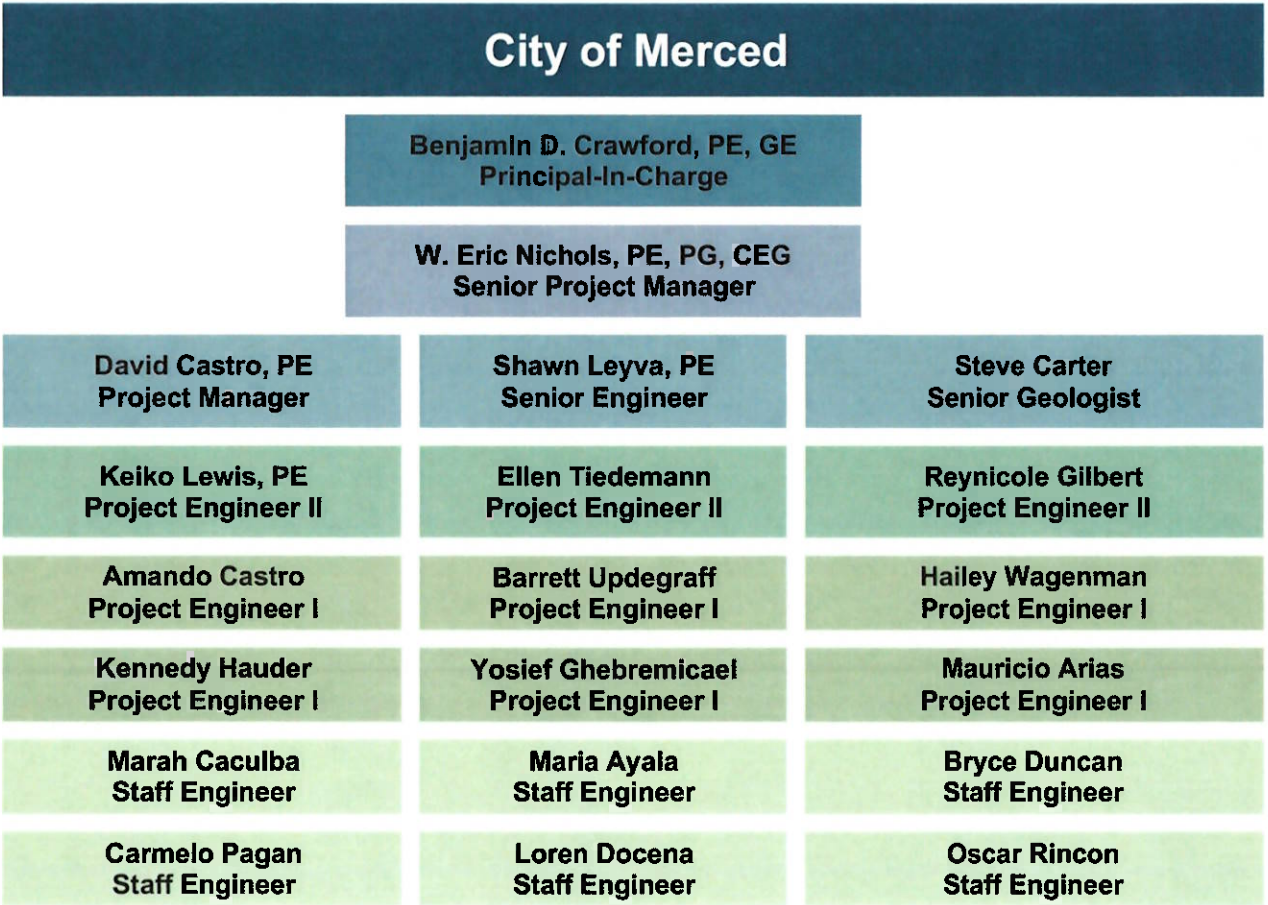 City of Merced
Benjamin D. Crawford, PE, GE
Principal-In-Charge
W. Eric Nichols, PE, PG, CEG
Senior Project Manager
David Castro, PE
Project Manager
Shawn Leyva, PE
Senior Engineer
Steve Carter
Senior Geologist
Keiko Lewis, PE
Project Engineer II
Ellen Tiedemann
Project Engineer II
Reynicole Gilbert
Project Engineer II
Amando Castro
Project Engineer I
Barrett Updegraff
Project Engineer I
Hailey Wagenman
Project Engineer I
Kennedy Hauder
Project Engineer I
Yosief Ghebremicael
Project Engineer I
Mauricio Arias
Project Engineer I
Marah Caculba
Staff Engineer
Maria Ayala
Staff Engineer
Bryce Duncan
Staff Engineer
Carmelo Pagan
Staff Engineer
Loren Docena
Staff Engineer
Oscar Rincon
Staff Engineer